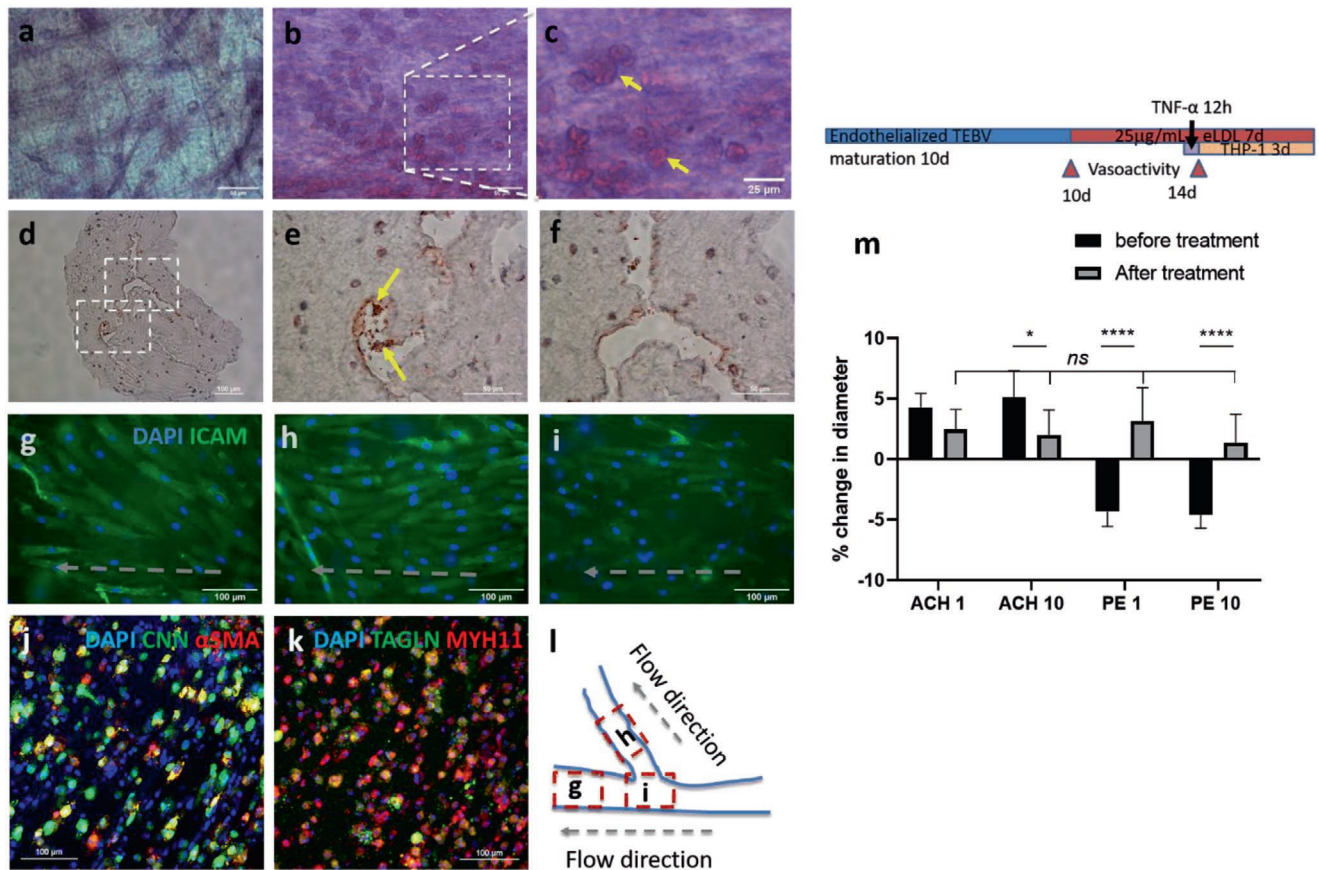 a
b
c
25 µm
d
e
f
100 µm
50 µm
50 µm
g
DAPI ICAM
h
i
100 µm
100 µm
100 µm
j
DAPI CNN αSMA
k
DAPI TAGLN MYH11
l
100 µm
100 µm
Flow direction
h
g
i
Flow direction
TNF-α 12h
Endothelialized TEBV
25µg/mL eLDL 7d
maturation 10d
THP-1 3d
Vasoactivity
10d
14d
m
before treatment
After treatment
% change in diameter
10
5
0
-5
-10
*
****
****
ns
ACH 1
ACH 10
PE 1
PE 10